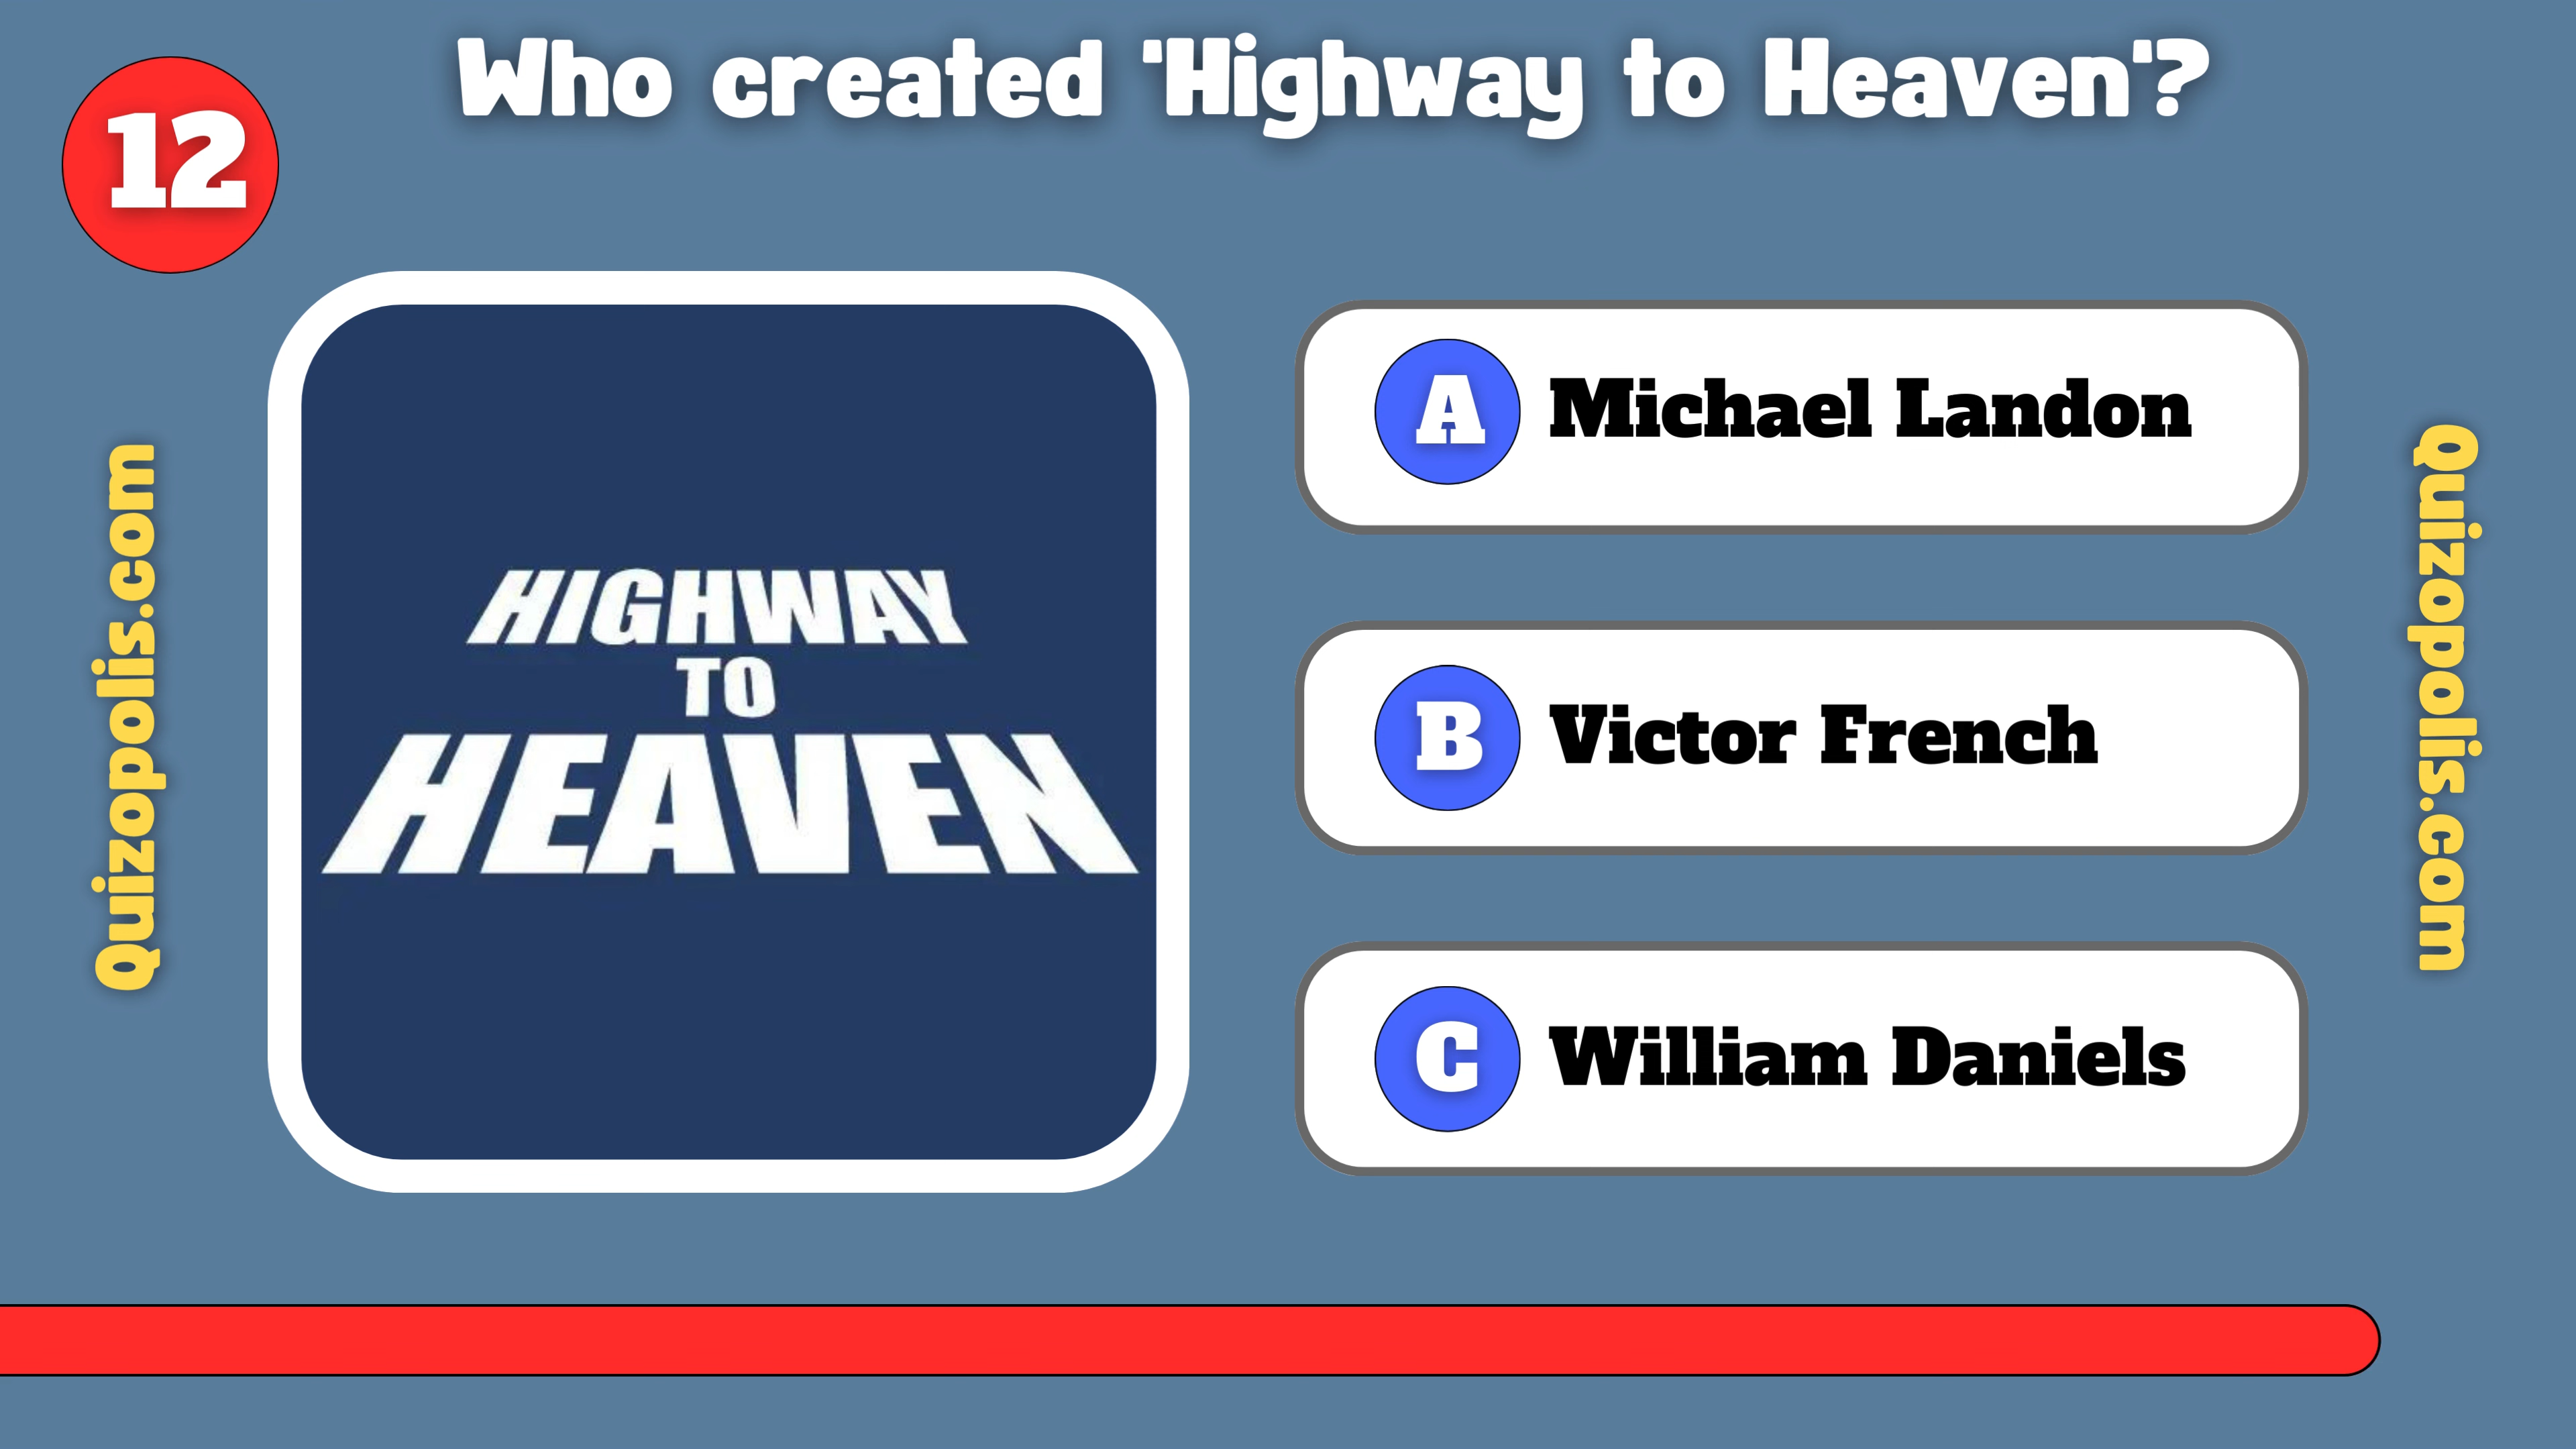 12
Who created 'Highway to Heaven'?
Quizopolis.com
HIGHWAY
TO
HEAVEN
A Michael Landon
B Victor French
C William Daniels
Quizopolis.com